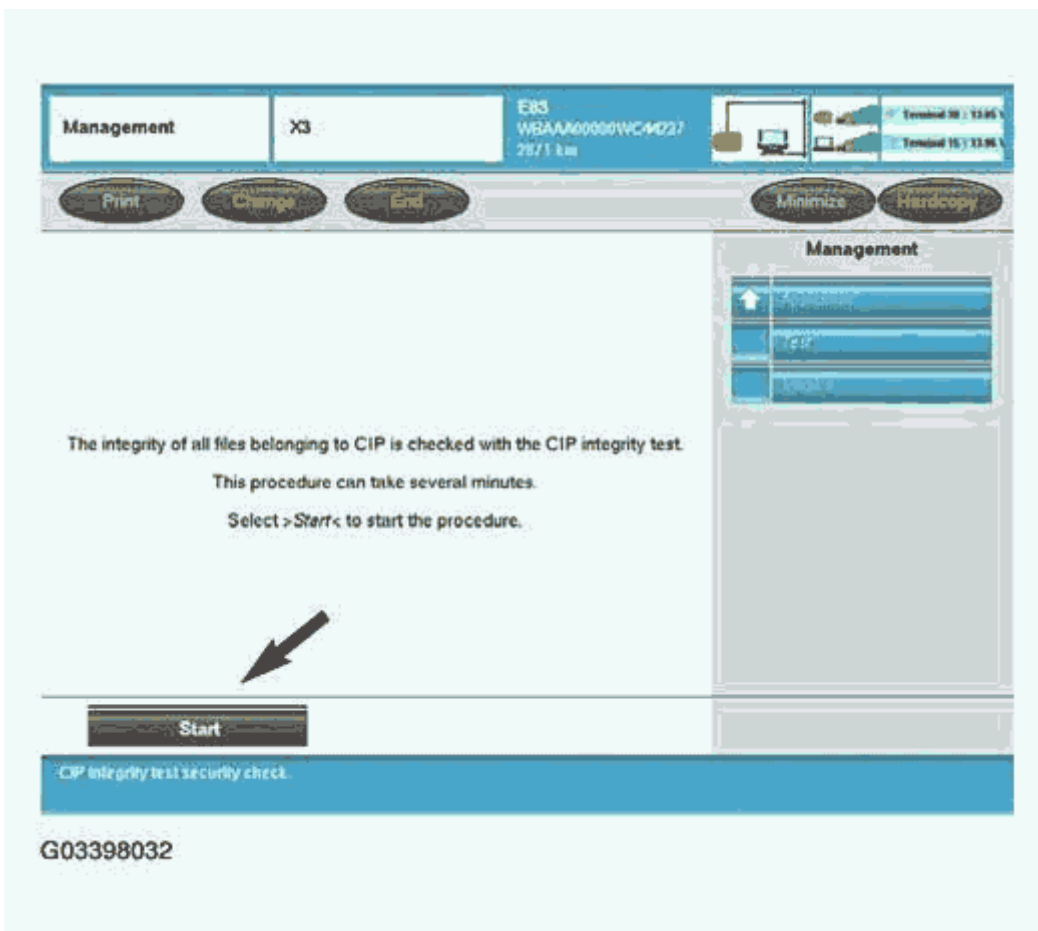 Management
X3
E83
2871 km
Print
Change
End
Minimize
Hardcopy
Management
The integrity of all files belonging to CIP is checked with the CIP integrity test.
This procedure can take several minutes.
Select >Start< to start the procedure.
Start
CIP integrity test security check.
G03398032